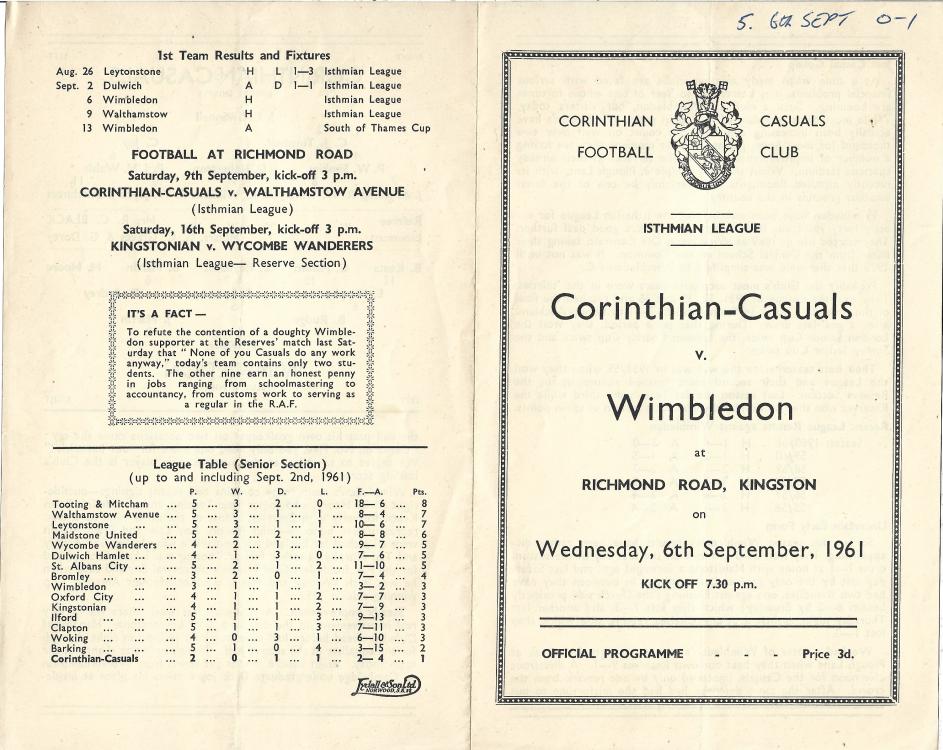 1st Team Results and Fixtures
Aug. 26 Leytonstone H L 1—3 Isthmian League
Sept. 2 Dulwich A D 1—1 Isthmian League
6 Wimbledon H Isthmian League
9 Walthamstow H Isthmian League
13 Wimbledon A South of Thames Cup
FOOTBALL AT RICHMOND ROAD
Saturday, 9th September, kick-off 3 p.m.
CORINTHIAN-CASUALS v. WALTHAMSTOW AVENUE
(Isthmian League)
Saturday, 16th September, kick-off 3 p.m.
KINGSTONIAN v. WYCOMBE WANDERERS
(Isthmian League— Reserve Section)
IT'S A FACT —
To refute the contention of a doughty Wimble-
don supporter at the Reserves' match last Sat-
urday that " None of you Casuals do any work
anyway," today's team contains only two stu-
dents. The other nine earn an honest penny
in jobs ranging from schoolmastering to
accountancy, from customs work to serving as
a regular in the R.A.F.
League Table (Senior Section)
(up to and including Sept. 2nd, 1961)
P. W. D. L. F.—A. Pts.
Tooting & Mitcham ... 5 ... 3 ... 2 ... 0 ... 18— 6 ... 8
Walthamstow Avenue ... 5 ... 3 ... 1 ... 1 ... 9— 4 ... 7
Leytonstone ... ... 5 ... 3 ... 1 ... 1 ... 10— 6 ... 7
Maidstone United ... 5 ... 2 ... 2 ... 1 ... 8— 8 ... 6
Wycombe Wanderers ... 4 ... 2 ... 1 ... 1 ... 9— 7 ... 5
Dulwich Hamlet ... ... 4 ... 1 ... 3 ... 0 ... 7— 6 ... 5
St. Albans City ... ... 5 ... 2 ... 1 ... 2 ... 11—10 ... 5
Bromley ... ... 3 ... 2 ... 0 ... 1 ... 7— 4 ... 4
Wimbledon ... ... 3 ... 1 ... 1 ... 1 ... 3— 2 ... 3
Oxford City ... ... 4 ... 1 ... 1 ... 2 ... 7— 7 ... 3
Kingstonian ... ... 4 ... 1 ... 1 ... 2 ... 7— 9 ... 3
Ilford ... ... 5 ... 1 ... 1 ... 3 ... 9—13 ... 3
Clapton ... ... 5 ... 1 ... 1 ... 3 ... 7—11 ... 3
Woking ... ... 4 ... 0 ... 3 ... 1 ... 6—10 ... 3
Barking ... ... 5 ... 1 ... 0 ... 4 ... 3—15 ... 2
Corinthian-Casuals ... 2 ... 0 ... 1 ... 1 ... 2— 4 ... 1
Lydall & Son Ltd
NORWOOD, S.E.27
5. 6th SEPT 0-1
CORINTHIAN CASUALS
FOOTBALL CLUB
ISTHMIAN LEAGUE
Corinthian-Casuals
v.
Wimbledon
at
RICHMOND ROAD, KINGSTON
on
Wednesday, 6th September, 1961
KICK OFF 7.30 p.m.
OFFICIAL PROGRAMME - - - Price 3d.